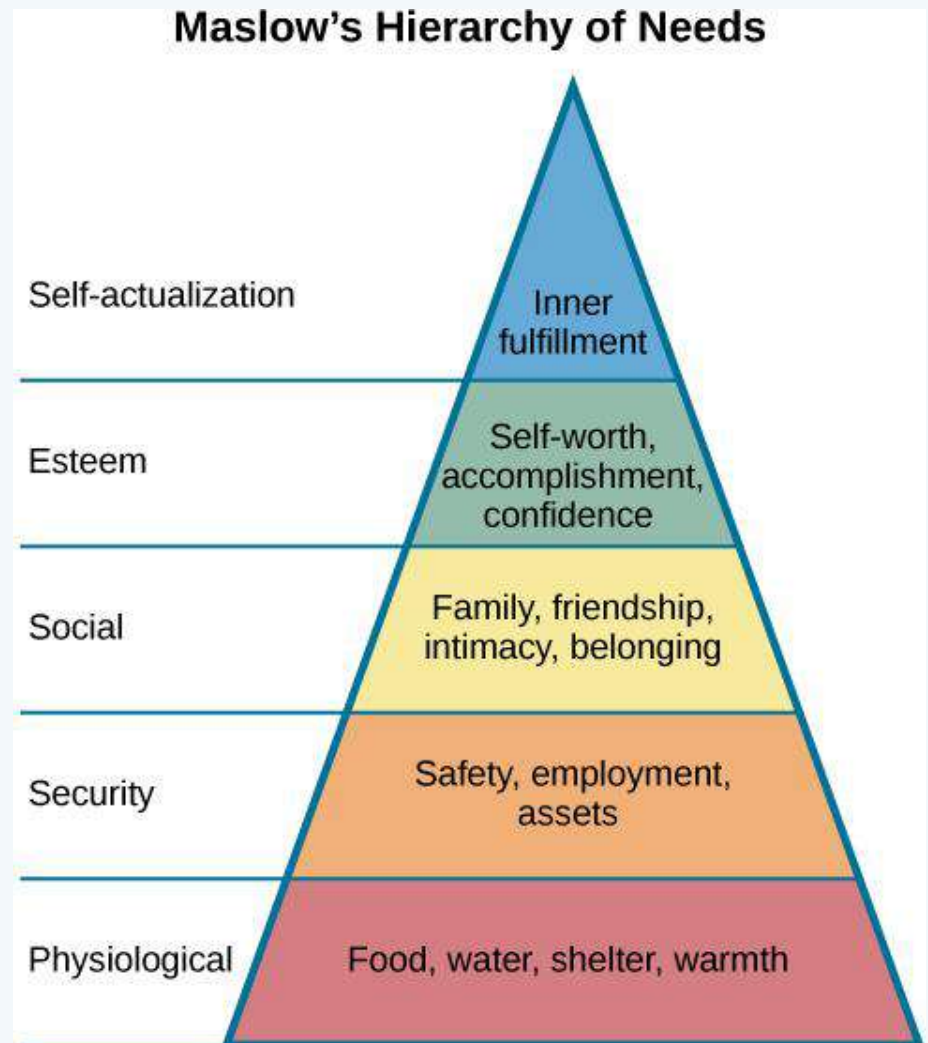 Maslow’s Hierarchy of Needs
Self-actualization
Inner
fulfillment
Esteem
Self-worth,
accomplishment,
confidence
Social
Family, friendship,
intimacy, belonging
Security
Safety, employment,
assets
Physiological
Food, water, shelter, warmth